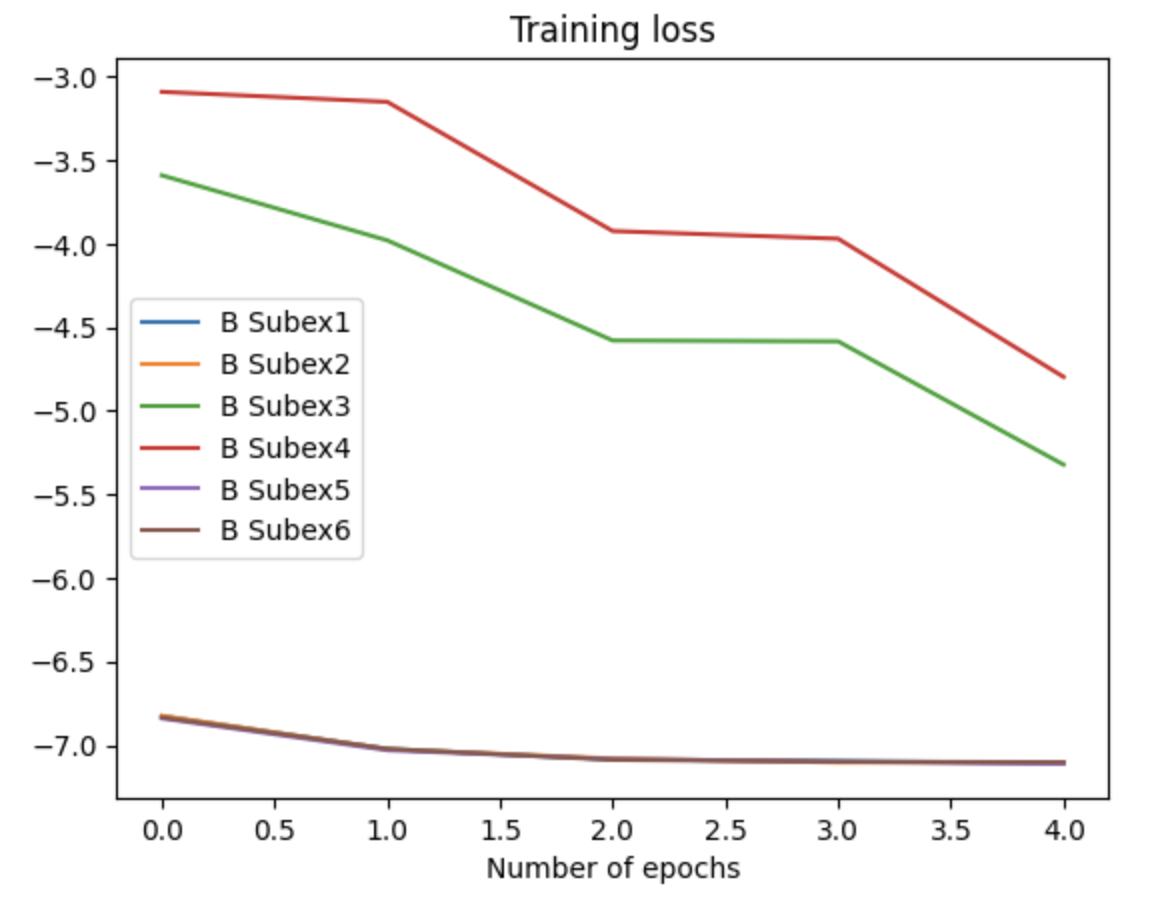 Training loss
−3.0
−3.5
−4.0
−4.5
−5.0
−5.5
−6.0
−6.5
−7.0
B Subex1
B Subex2
B Subex3
B Subex4
B Subex5
B Subex6
0.0 0.5 1.0 1.5 2.0 2.5 3.0 3.5 4.0
Number of epochs